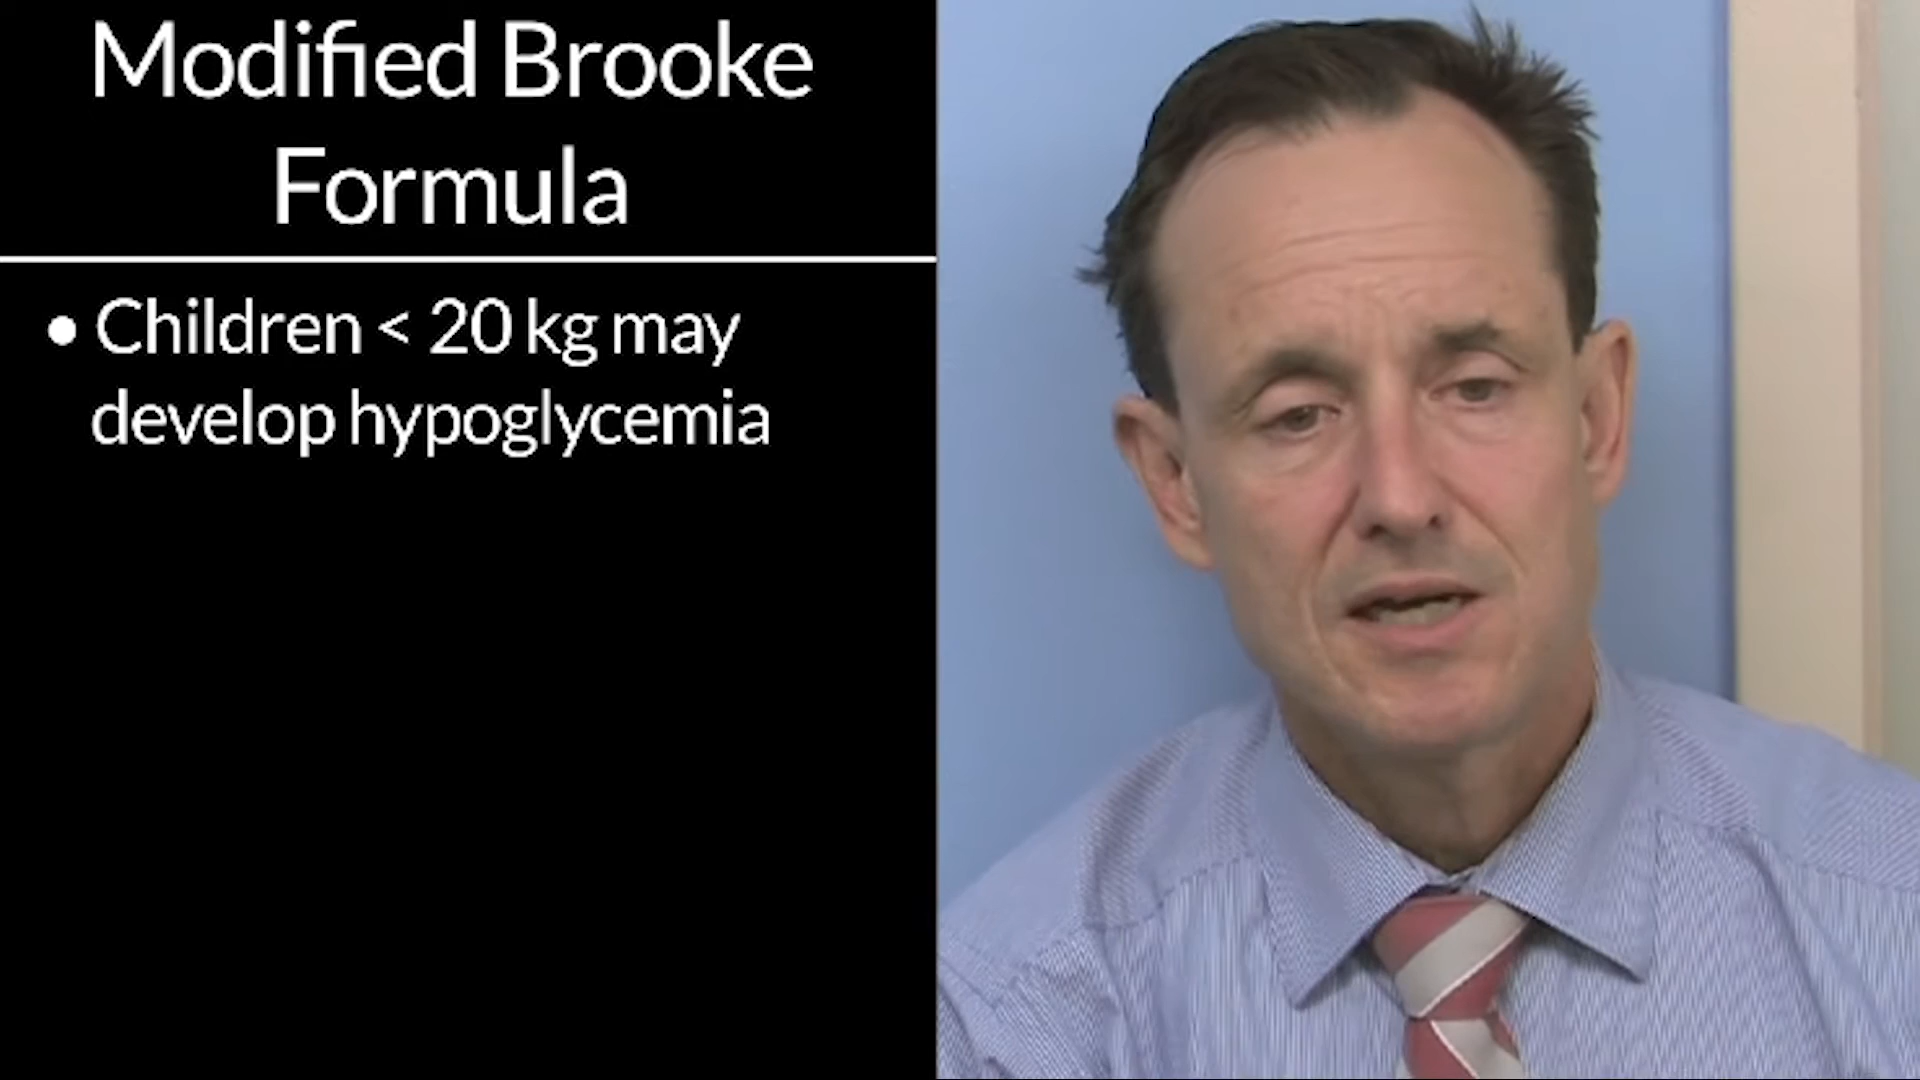 Modified Brooke
Formula
• Children < 20 kg may
develop hypoglycemia